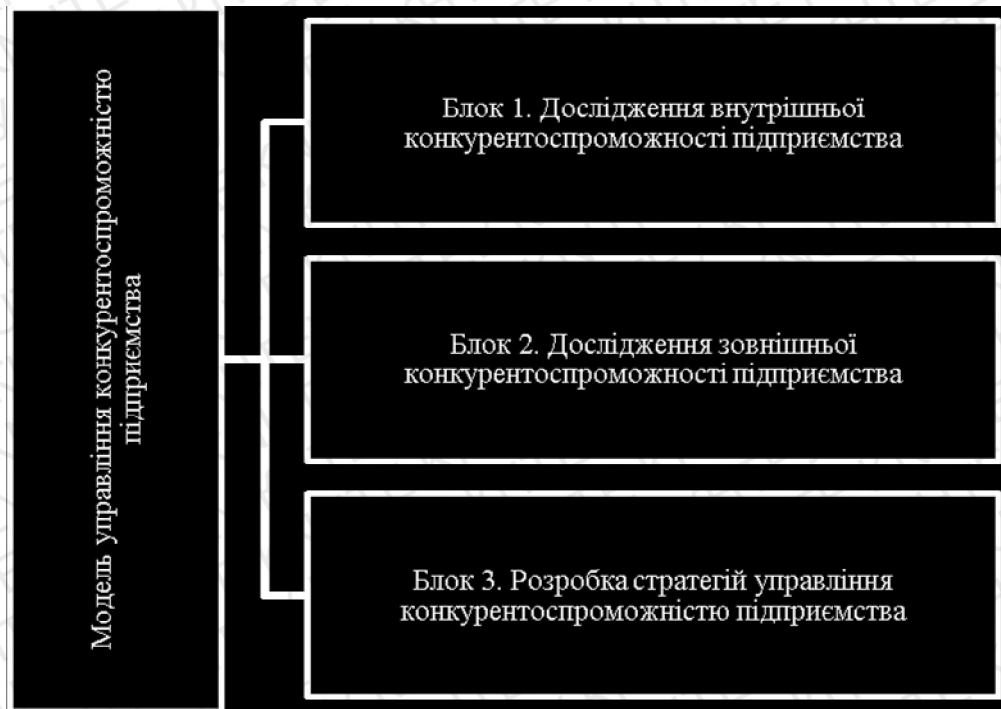 Модель управління конкурентоспроможністю
підприємства
Блок 1. Дослідження внутрішньої
конкурентоспроможності підприємства
Блок 2. Дослідження зовнішньої
конкурентоспроможності підприємства
Блок 3. Розробка стратегій управління
конкурентоспроможністю підприємства